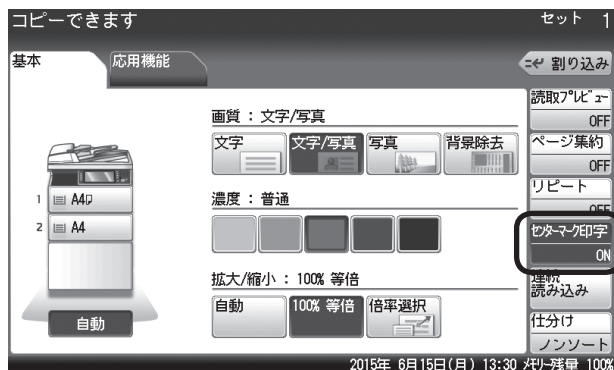 コピーできます
セット 1
基本
応用機能
割り込み
画質：文字/写真
文字
文字/写真
写真
背景除去
濃度：普通
拡大/縮小：100% 等倍
自動
100% 等倍
倍率選択
1 A4
2 A4
自動
読取プレビュー
OFF
ページ集約
OFF
リピート
OFF
センターマーク印字
ON
連続
読み込み
仕分け
ノンソート
2015年 6月15日(月) 13:30 メモリー残量 100%